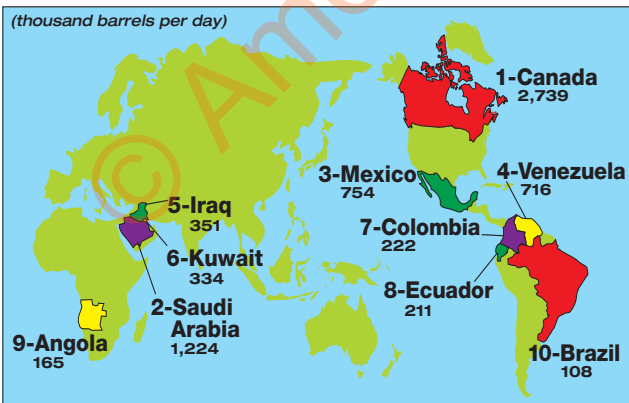 (thousand barrels per day)
© Ame
1-Canada
2,739
3-Mexico
754
4-Venezuela
716
5-Iraq
351
7-Colombia
222
6-Kuwait
334
8-Ecuador
211
2-Saudi
Arabia
1,224
9-Angola
165
10-Brazil
108